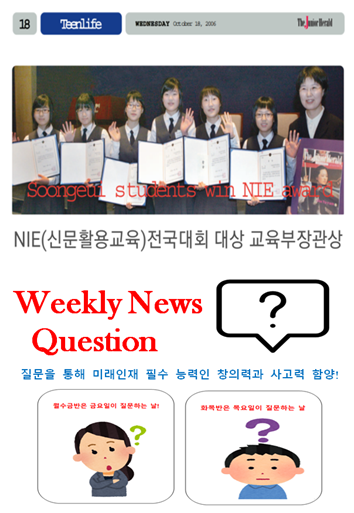 18
Teenlife
WEDNESDAY October 18, 2006
The Junior Herald
Soongeui students win NIE award
NIE(신문활용교육)전국대회 대상 교육부장관상
Weekly News
Question
?
질문을 통해 미래인재 필수 능력인 창의력과 사고력 함양!
월수금반은 금요일이 질문하는 날!
화목반은 목요일이 질문하는 날
?
?